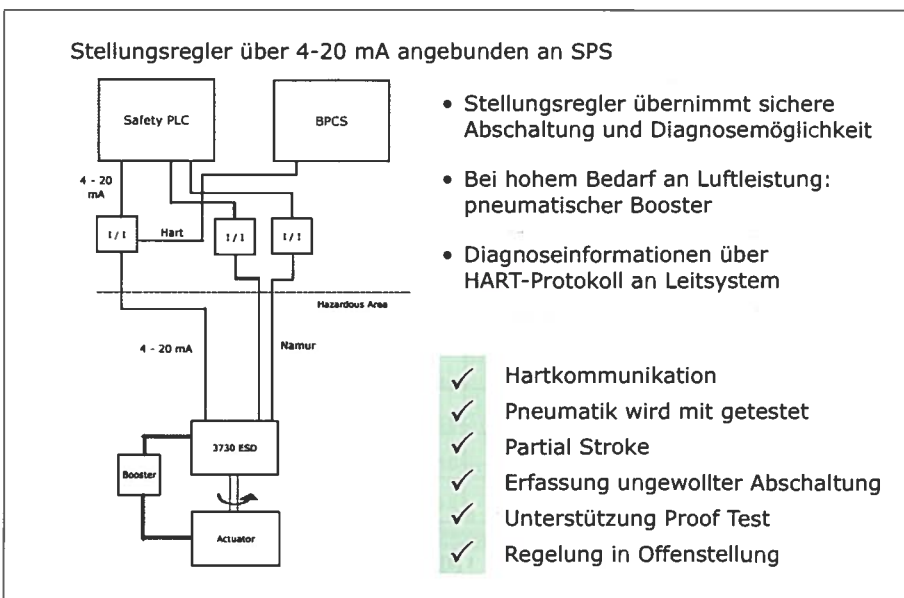 Stellungsregler über 4-20 mA angebunden an SPS
Safety PLC
BPCS
4 - 20
mA
I / I
Hart
I / I
I / I
Hazardous Area
4 - 20 mA
Namur
3730 ESD
Booster
Actuator
• Stellungsregler übernimmt sichere
Abschaltung und Diagnosemöglichkeit
• Bei hohem Bedarf an Luftleistung:
pneumatischer Booster
• Diagnoseinformationen über
HART-Protokoll an Leitsystem
✓ Hartkommunikation
✓ Pneumatik wird mit getestet
✓ Partial Stroke
✓ Erfassung ungewollter Abschaltung
✓ Unterstützung Proof Test
✓ Regelung in Offenstellung